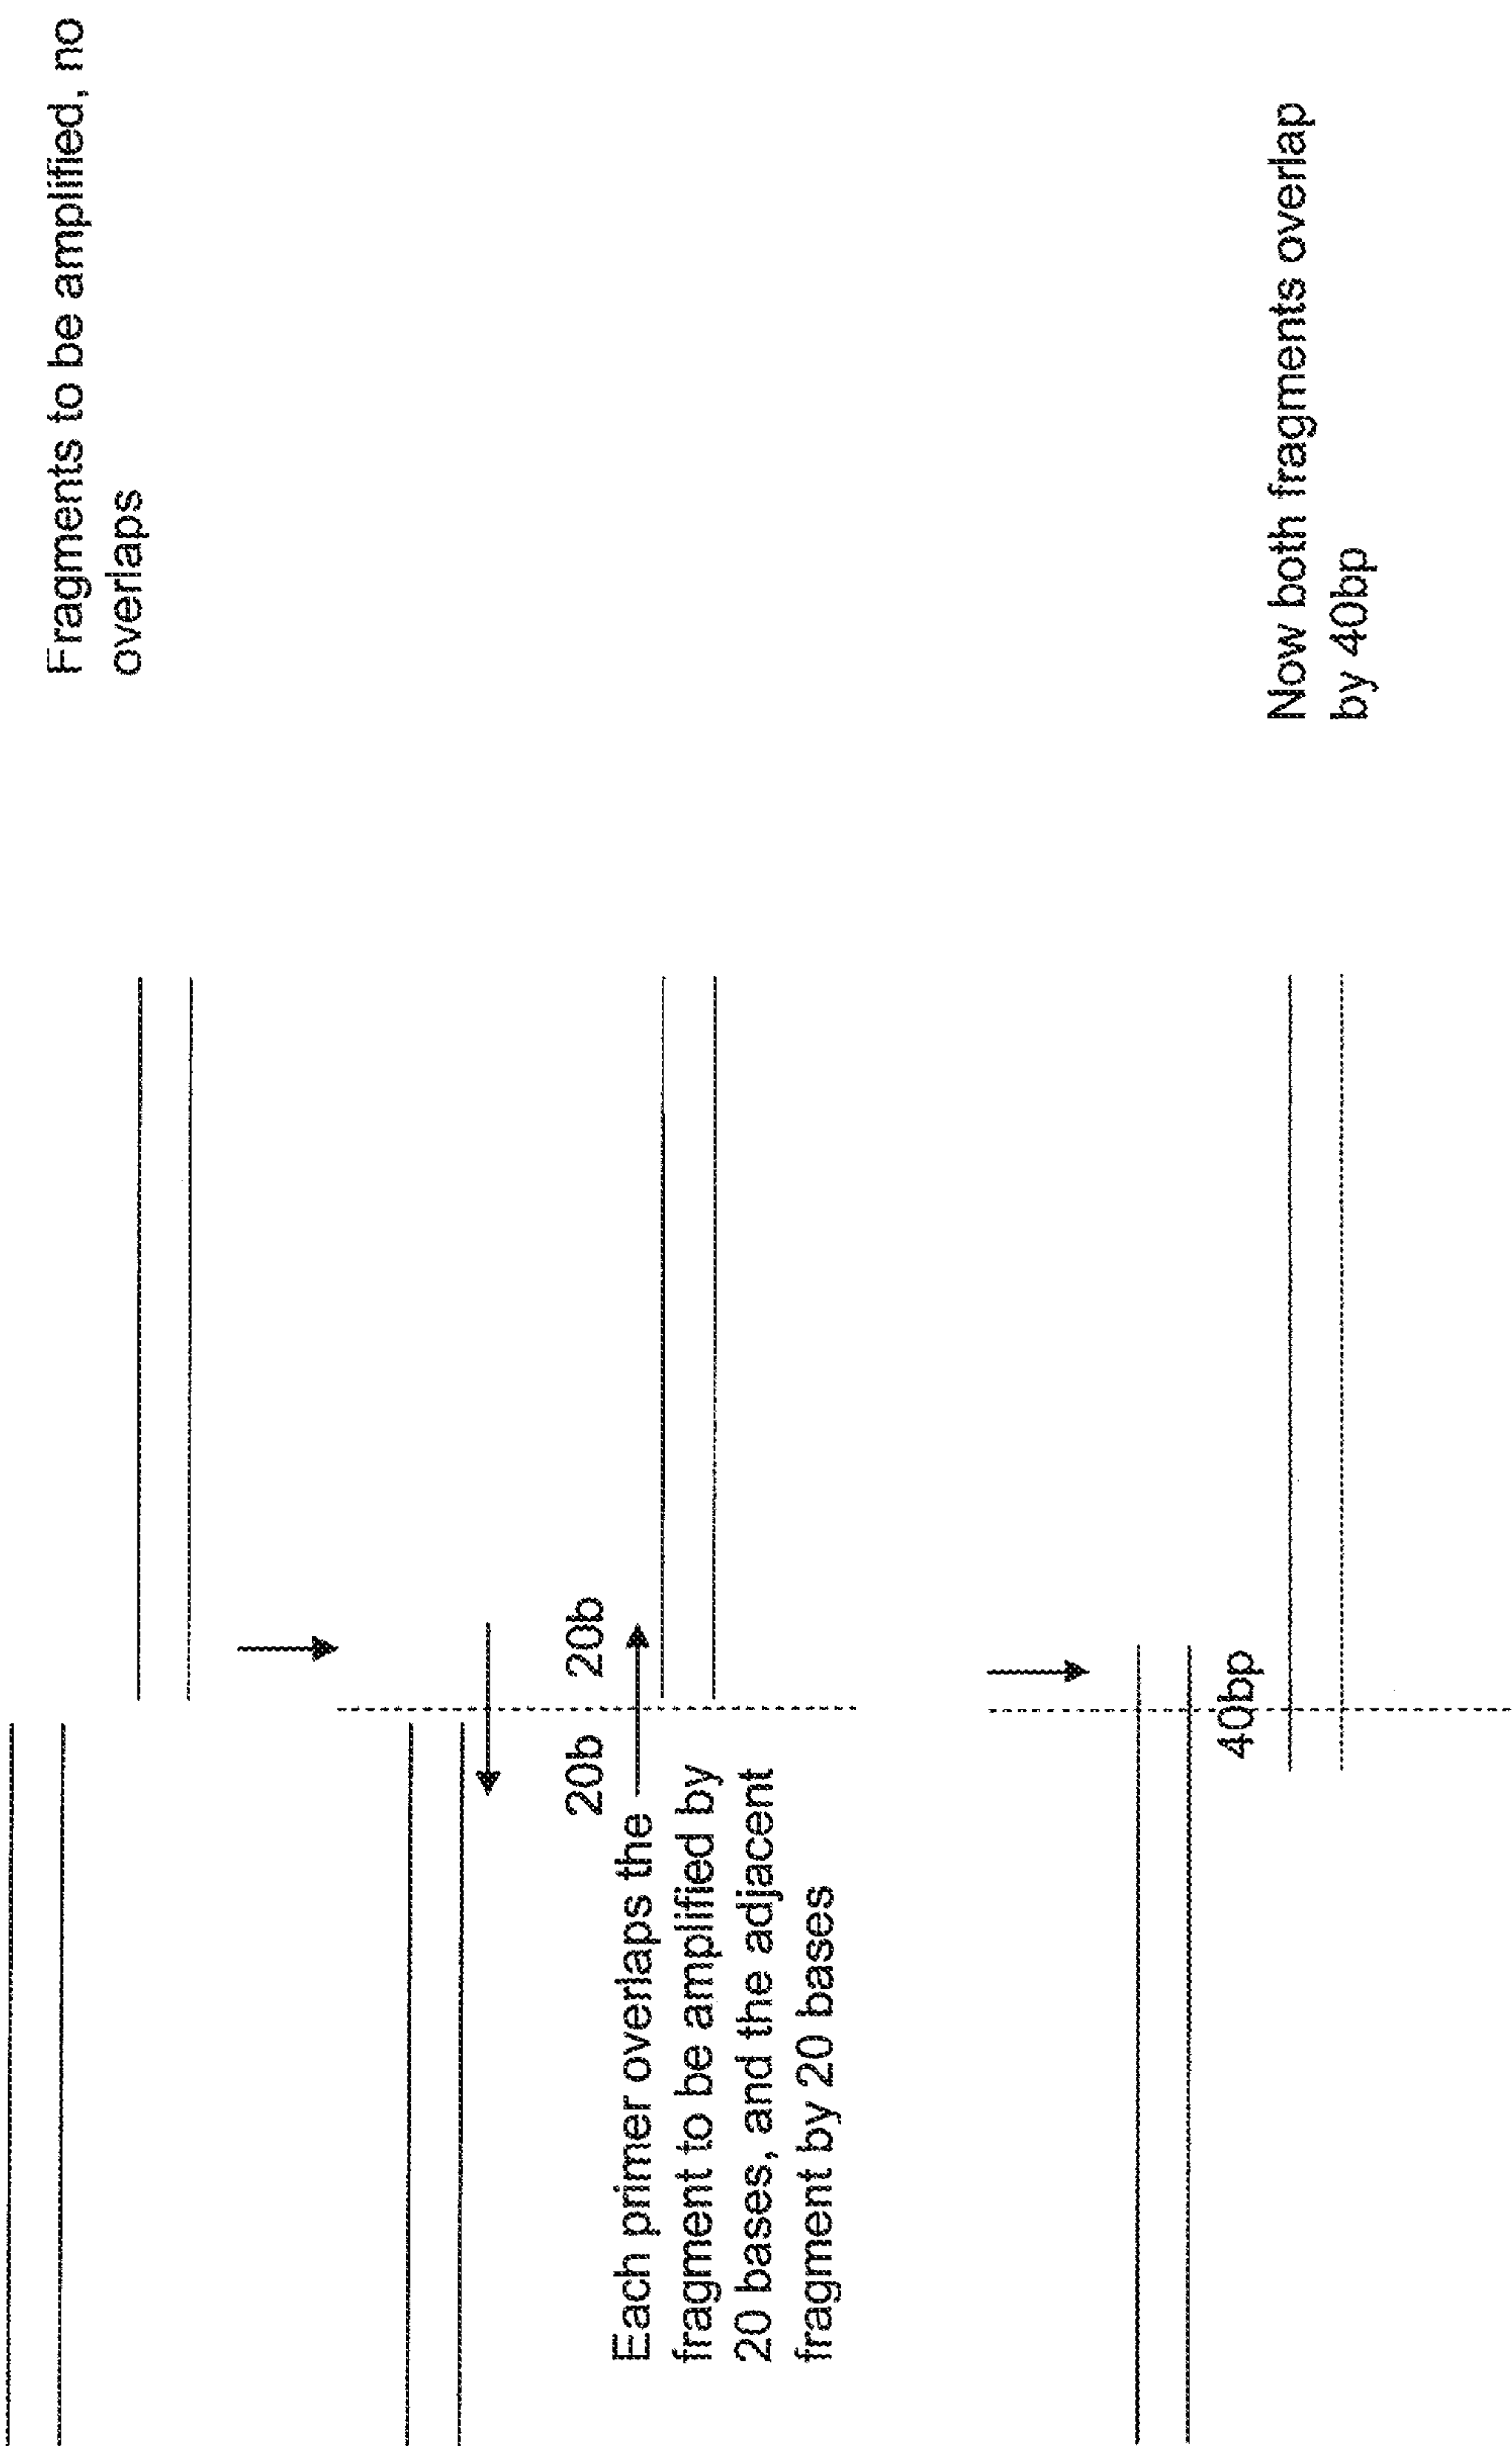 Fragments to be amplified, no
overlaps
20b 20b
Each primer overlaps the
fragment to be amplified by
20 bases, and the adjacent
fragment by 20 bases
40bp
Now both fragments overlap
by 40bp